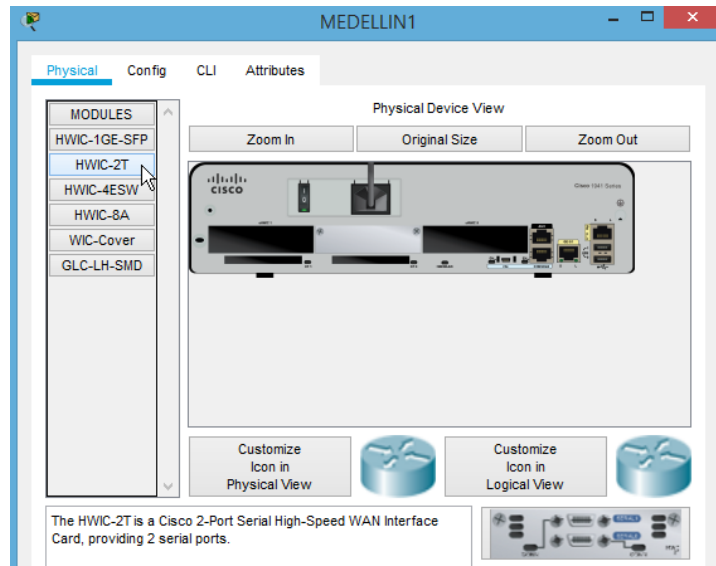 MEDELLIN1
Physical Config CLI Attributes
MODULES
HWIC-1GE-SFP
HWIC-2T
HWIC-4ESW
HWIC-8A
WIC-Cover
GLC-LH-SMD
Physical Device View
Zoom In Original Size Zoom Out
CISCO
Cisco 1941 Series
Customize
Icon in
Physical View
Customize
Icon in
Logical View
The HWIC-2T is a Cisco 2-Port Serial High-Speed WAN Interface
Card, providing 2 serial ports.